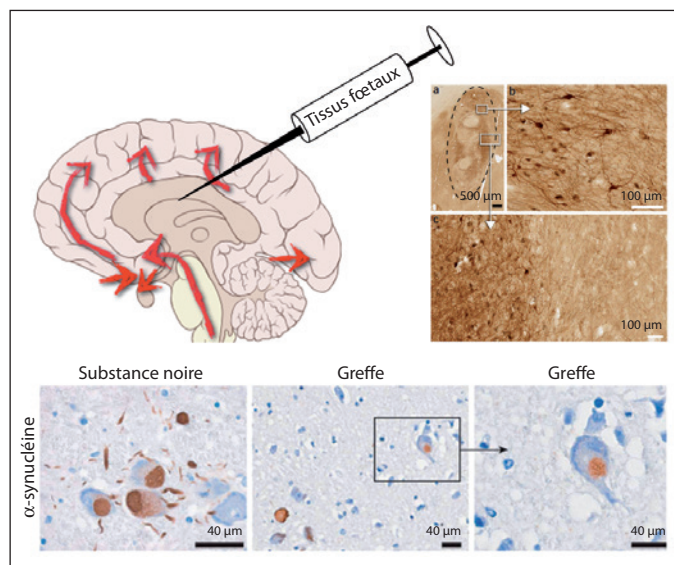 Tissus fœtaux
a
b
500 µm
100 µm
c
100 µm
Substance noire
Greffe
Greffe
α-synucléine
40 µm
40 µm
40 µm